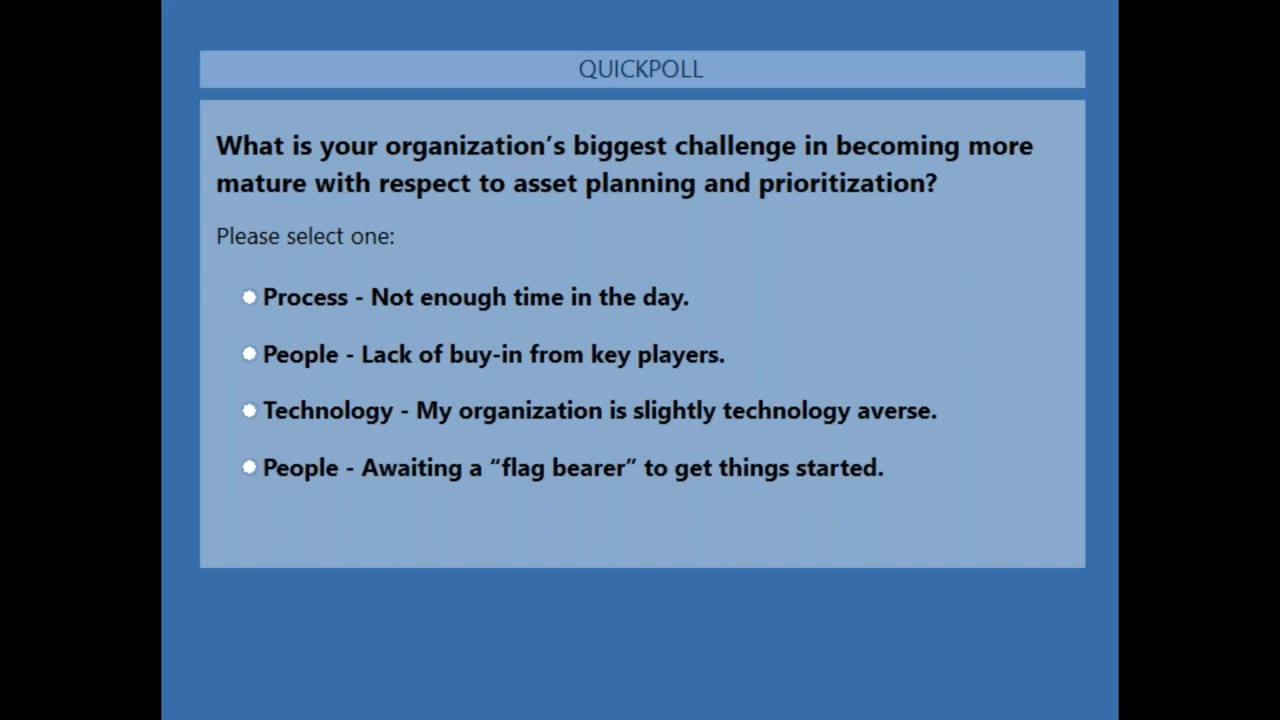 QUICKPOLL
What is your organization’s biggest challenge in becoming more
mature with respect to asset planning and prioritization?
Please select one:
Process - Not enough time in the day.
People - Lack of buy-in from key players.
Technology - My organization is slightly technology averse.
People - Awaiting a “flag bearer” to get things started.